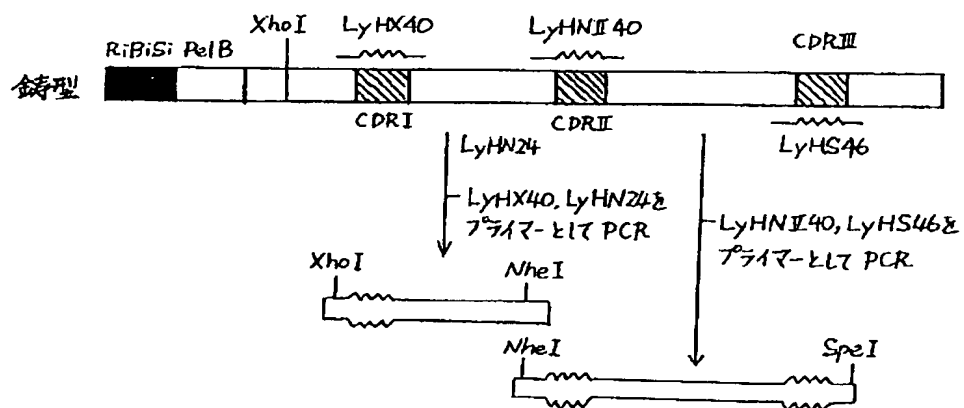 XhoI
LyHX40
LyHNII40
CDRIII
RiBiSi PelB
鋳型
CDRI
CDRII
LyHS46
LyHN24
LyHX40, LyHN24を
プライマーとして PCR
LyHNII40, LyHS46を
プライマーとして PCR
XhoI
NheI
NheI
SpeI